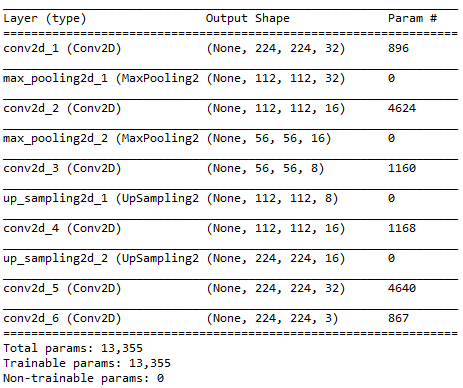 Layer (type) Output Shape Param #
conv2d_1 (Conv2D) (None, 224, 224, 32) 896
max_pooling2d_1 (MaxPooling2 (None, 112, 112, 32) 0
conv2d_2 (Conv2D) (None, 112, 112, 16) 4624
max_pooling2d_2 (MaxPooling2 (None, 56, 56, 16) 0
conv2d_3 (Conv2D) (None, 56, 56, 8) 1160
up_sampling2d_1 (UpSampling2 (None, 112, 112, 8) 0
conv2d_4 (Conv2D) (None, 112, 112, 16) 1168
up_sampling2d_2 (UpSampling2 (None, 224, 224, 16) 0
conv2d_5 (Conv2D) (None, 224, 224, 32) 4640
conv2d_6 (Conv2D) (None, 224, 224, 3) 867
Total params: 13,355
Trainable params: 13,355
Non-trainable params: 0